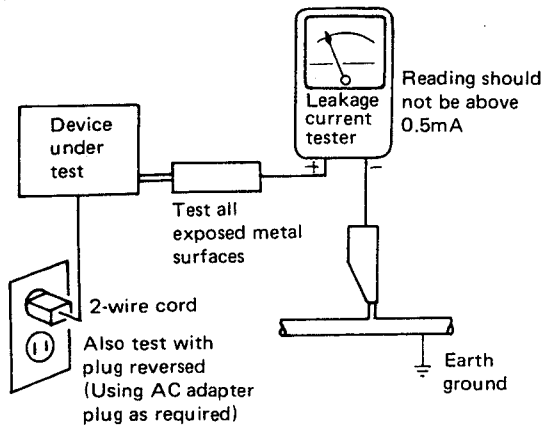 Device
under
test
Leakage
current
tester
+
-
Reading should
not be above
0.5mA
Test all
exposed metal
surfaces
2-wire cord
Also test with
plug reversed
(Using AC adapter
plug as required)
Earth
ground